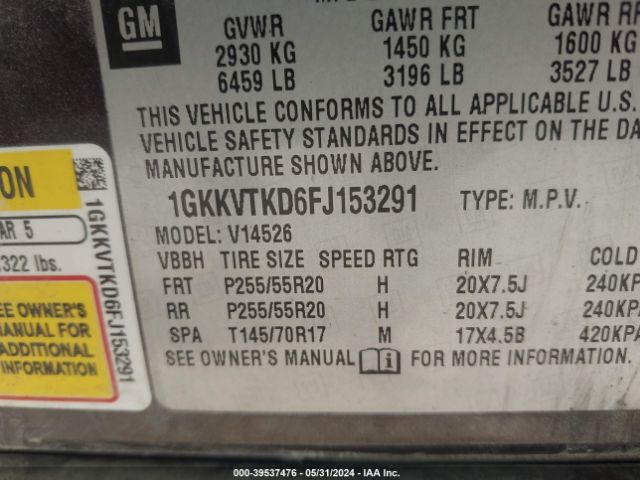 GM
GVWR GAWR FRT GAWR RR
2930 KG 1450 KG 1600 KG
6459 LB 3196 LB 3527 LB
THIS VEHICLE CONFORMS TO ALL APPLICABLE U.S.
VEHICLE SAFETY STANDARDS IN EFFECT ON THE DA
MANUFACTURE SHOWN ABOVE.
1GKKVTKD6FJ153291 TYPE: M.P.V.
MODEL: V14526
VBBH TIRE SIZE SPEED RTG RIM COLD
FRT P255/55R20 H 20X7.5J 240KPA
RR P255/55R20 H 20X7.5J 240KPA
SPA T145/70R17 M 17X4.5B 420KPA
SEE OWNER'S MANUAL i FOR MORE INFORMATION.
ON
AR 5
322 lbs.
SEE OWNER'S
MANUAL FOR
ADDITIONAL
INFORMATION
1GKKVTKD6FJ153291
000-39537476 - 05/31/2024 - IAA Inc.